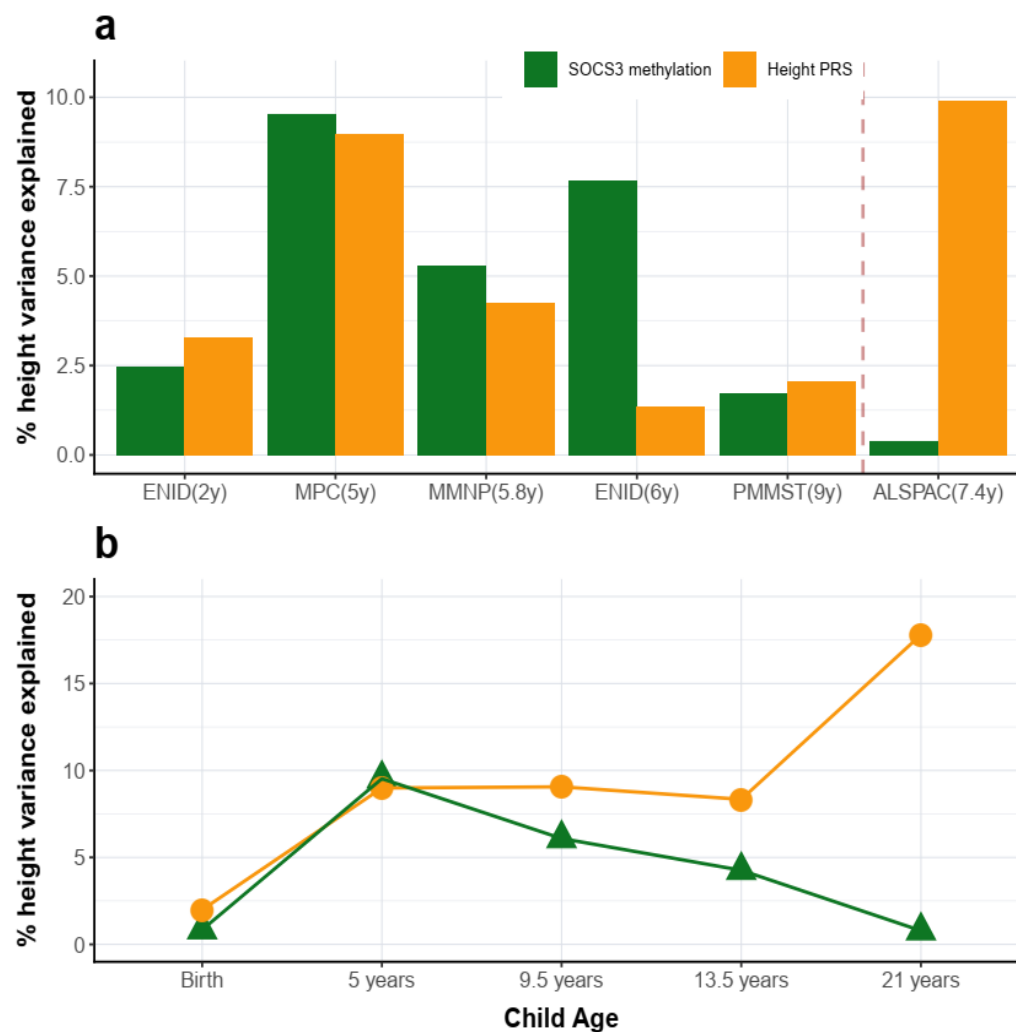 a
SOCS3 methylation Height PRS
% height variance explained
10.0
7.5
5.0
2.5
0.0
ENID(2y) MPC(5y) MMNP(5.8y) ENID(6y) PMMST(9y) ALSPAC(7.4y)
b
% height variance explained
20
15
10
5
0
Birth 5 years 9.5 years 13.5 years 21 years
Child Age